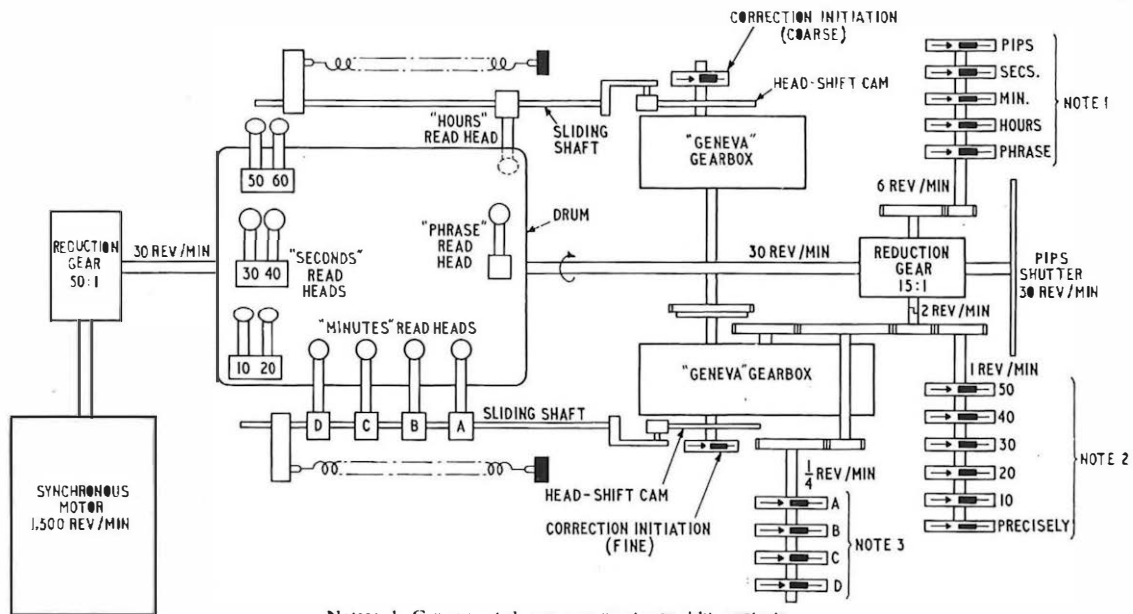 CORRECTION INITIATION
(COARSE)
HEAD-SHIFT CAM
PIPS
SECS.
MIN.
HOURS
PHRASE
NOTE 1
"HOURS"
READ HEAD
SLIDING
SHAFT
"GENEVA"
GEARBOX
50 60
6 REV/MIN
DRUM
"PHRASE"
READ
HEAD
REDUCTION
GEAR
50:1
30 REV/MIN
30 40
"SECONDS"
READ
HEADS
30 REV/MIN
REDUCTION
GEAR
15:1
PIPS
SHUTTER
30 REV/MIN
2 REV/MIN
10 20
"MINUTES" READ HEADS
"GENEVA" GEARBOX
1 REV/MIN
50
40
30
20
10
PRECISELY
NOTE 2
D C B A
SLIDING SHAFT
SYNCHRONOUS
MOTOR
1,500 REV/MIN
HEAD-SHIFT CAM
CORRECTION INITIATION
(FINE)
1/4 REV/MIN
A
B
C
D
NOTE 3